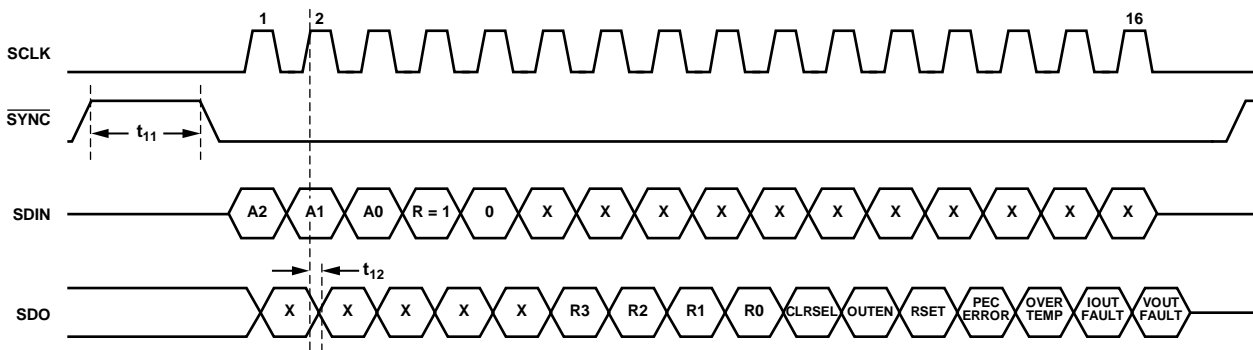 1 2 16
SCLK
SYNC
t11
SDIN A2 A1 A0 R = 1 0 X X X X X X X X X X X
t12
SDO X X X X X R3 R2 R1 R0 CLRSEL OUTEN RSET PEC ERROR OVER TEMP IOUT FAULT VOUT FAULT